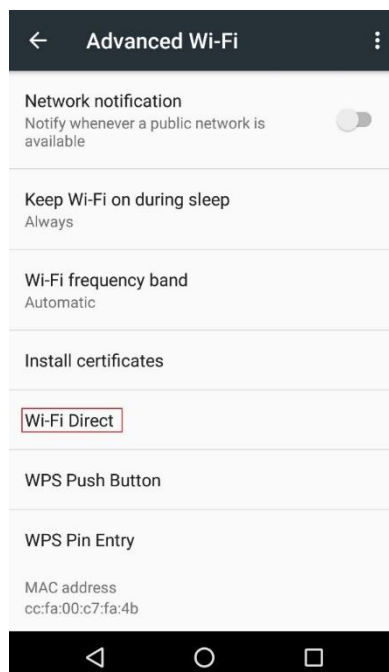 Advanced Wi-Fi
Network notification
Notify whenever a public network is
available
Keep Wi-Fi on during sleep
Always
Wi-Fi frequency band
Automatic
Install certificates
Wi-Fi Direct
WPS Push Button
WPS Pin Entry
MAC address
cc:fa:00:c7:fa:4b